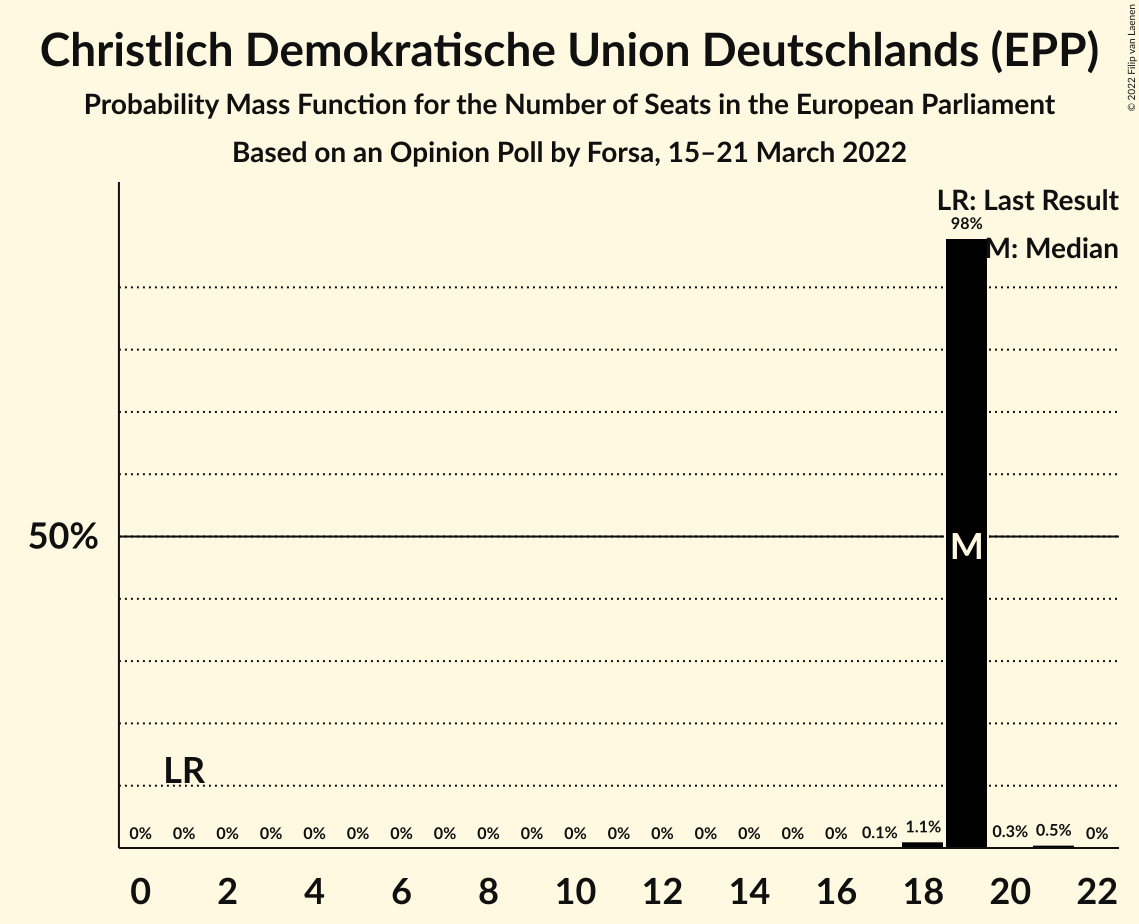 Christlich Demokratische Union Deutschlands (EPP)
Probability Mass Function for the Number of Seats in the European Parliament
Based on an Opinion Poll by Forsa, 15–21 March 2022
© 2022 Filip van Laenen
LR: Last Result
98%
M: Median
50%
M
LR
0% 0% 0% 0% 0% 0% 0% 0% 0% 0% 0% 0% 0% 0% 0% 0% 0% 0.1% 1.1% 0.3% 0.5% 0%
0 2 4 6 8 10 12 14 16 18 20 22